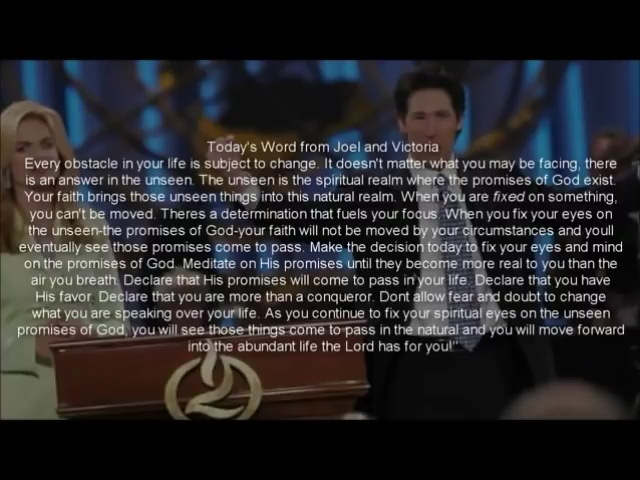 Today's Word from Joel and Victoria
Every obstacle in your life is subject to change. It doesn't matter what you may be facing, there
is an answer in the unseen. The unseen is the spiritual realm where the promises of God exist.
Your faith brings those unseen things into this natural realm. When you are fixed on something,
you can't be moved. Theres a determination that fuels your focus. When you fix your eyes on
the unseen-the promises of God-your faith will not be moved by your circumstances and youll
eventually see those promises come to pass. Make the decision today to fix your eyes and mind
on the promises of God. Meditate on His promises until they become more real to you than the
air you breath. Declare that His promises will come to pass in your life. Declare that you have
His favor. Declare that you are more than a conqueror. Dont allow fear and doubt to change
what you are speaking over your life. As you continue to fix your spiritual eyes on the unseen
promises of God, you will see those things come to pass in the natural and you will move forward
into the abundant life the Lord has for you!"